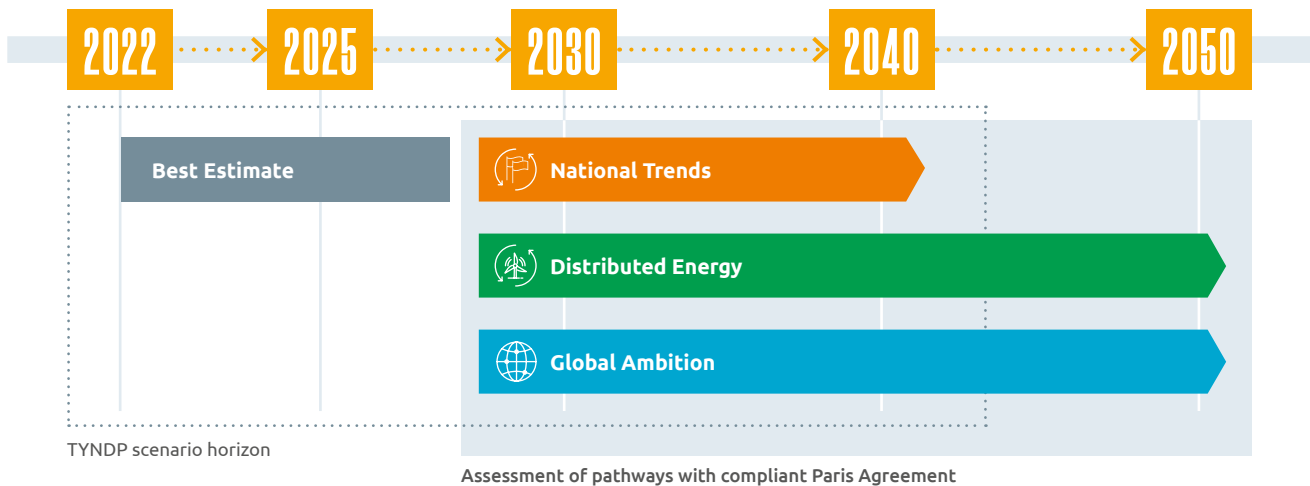 2022
2025
2030
2040
2050
Best Estimate
National Trends
Distributed Energy
Global Ambition
TYNDP scenario horizon
Assessment of pathways with compliant Paris Agreement